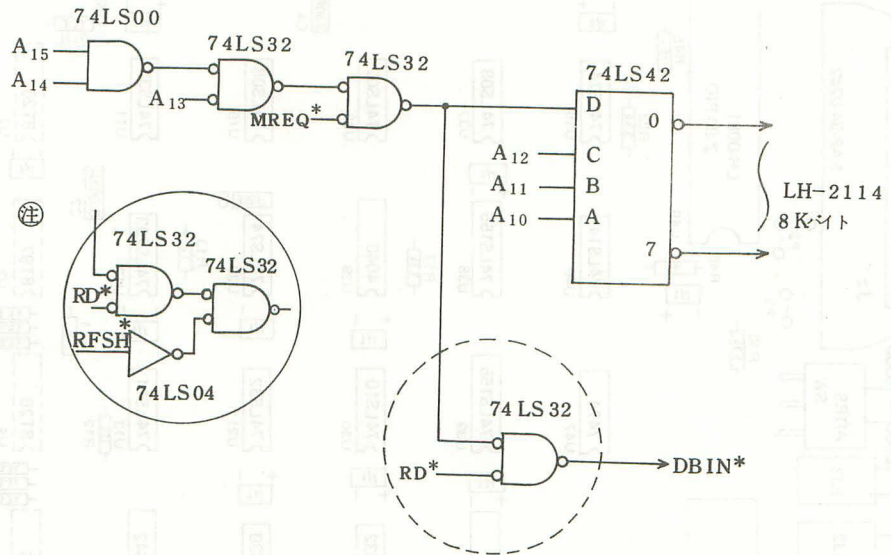 74LS00
74LS32
74LS32
A15
A14
A13
MREQ*
74LS42
D
0
A12 C
A11 B
A10 A
7
LH-2114
8Kバイト
注
74LS32
74LS32
RD*
RFSH*
74LS04
74LS32
RD*
DBIN*